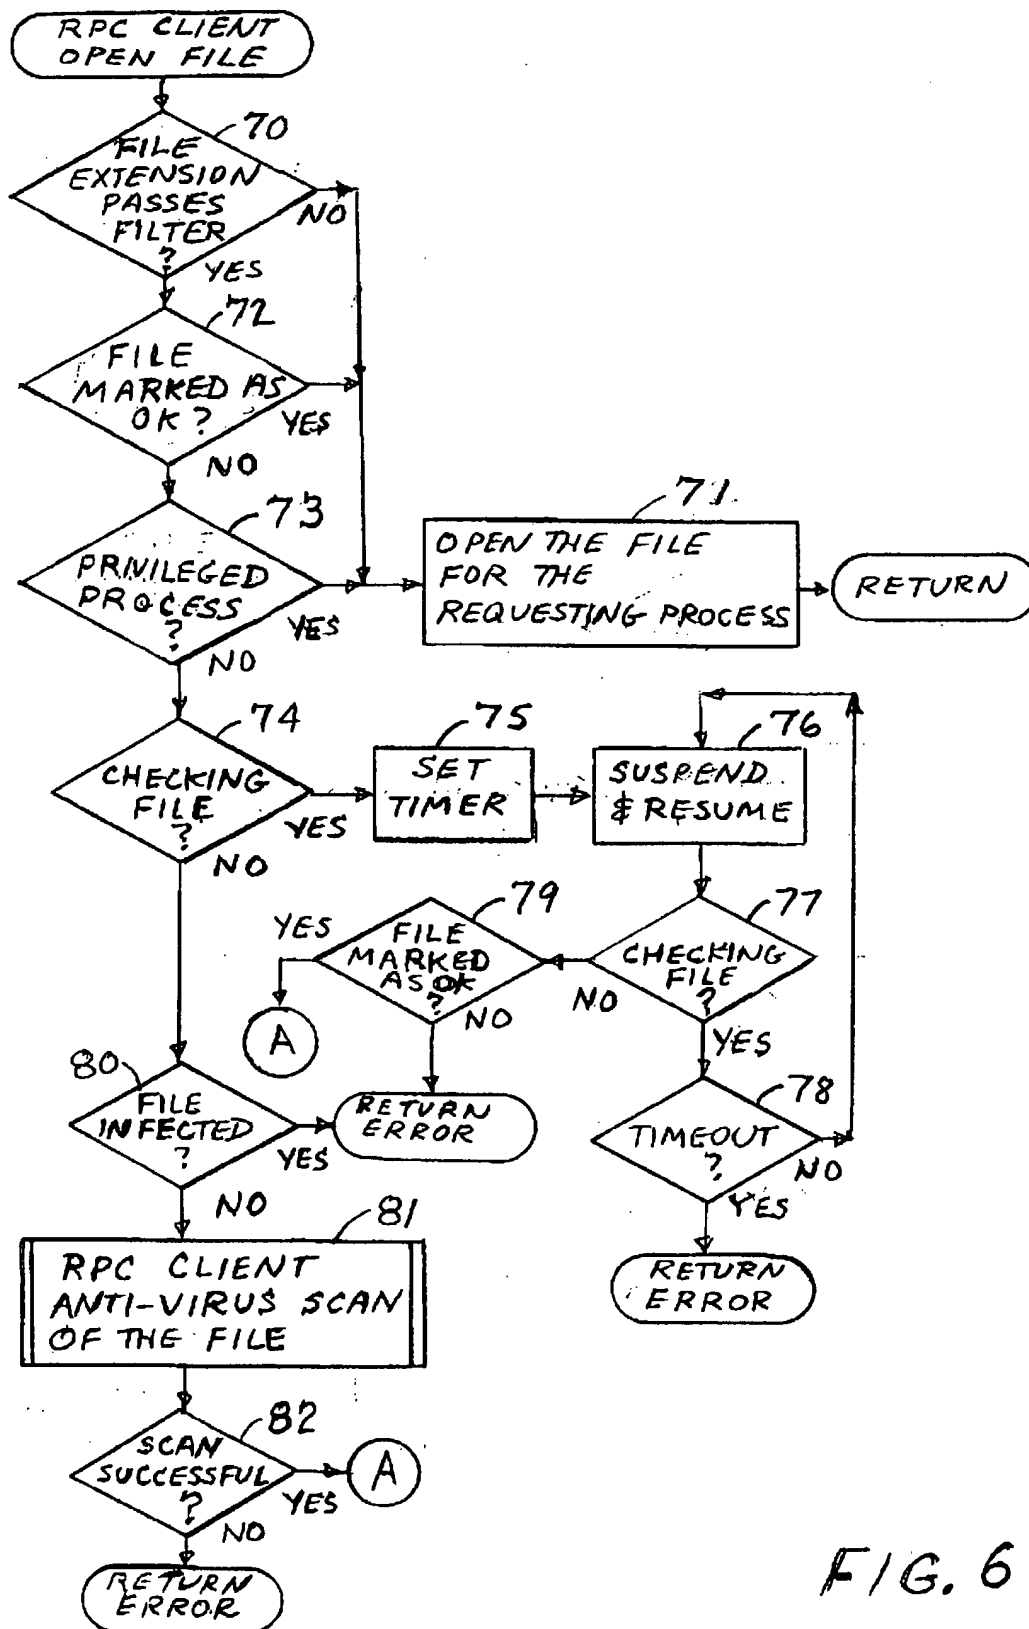 RPC CLIENT
OPEN FILE
70
FILE
EXTENSION
PASSES
FILTER
?
NO
YES
72
FILE
MARKED AS
OK?
YES
NO
73
PRIVILEGED
PROCESS
?
YES
NO
71
OPEN THE FILE
FOR THE
REQUESTING PROCESS
RETURN
74
CHECKING
FILE
?
YES
NO
75
SET
TIMER
76
SUSPEND
& RESUME
77
CHECKING
FILE
?
NO
YES
79
FILE
MARKED
AS OK
?
YES
NO
A
RETURN
ERROR
78
TIMEOUT
?
NO
YES
RETURN
ERROR
80
FILE
INFECTED
?
YES
NO
81
RPC CLIENT
ANTI-VIRUS SCAN
OF THE FILE
82
SCAN
SUCCESSFUL
?
YES
A
NO
RETURN
ERROR
FIG. 6